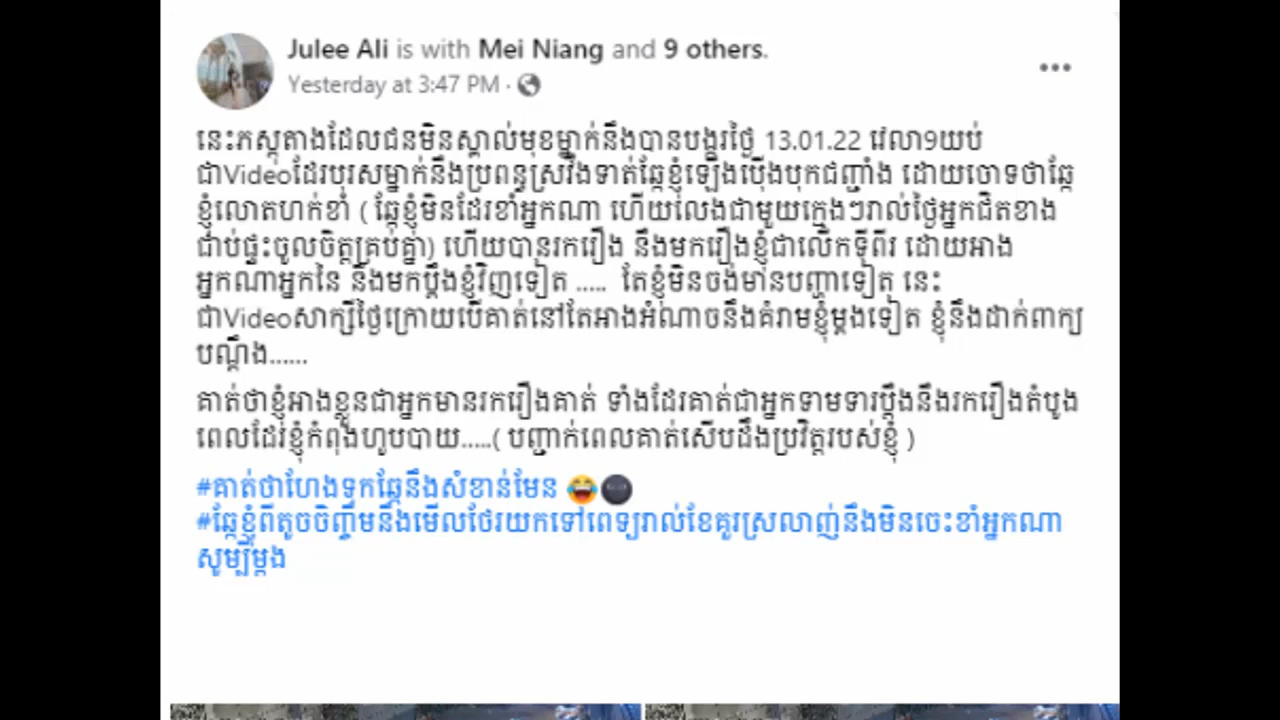 Julee Ali is with Mei Niang and 9 others.
Yesterday at 3:47 PM ·
នេះភស្តុតាងដែលជនមិនស្គាល់មុខម្នាក់នឹងបានបង្ករថ្ងៃ 13.01.22 វេលា9យប់
ជាVideoដែរបុរសម្នាក់នឹងប្រពន្ធស្រវឹងទាត់ឆ្កែខ្ញុំឡើងប៉ើងបុកជញ្ជាំង ដោយចោទថាឆ្កែ
ខ្ញុំលោតហក់ខាំ ( ឆ្កែខ្ញុំមិនដែរខាំអ្នកណា ហើយលែងជាមួយក្មេងៗរាល់ថ្ងៃអ្នកជិតខាង
ជាប់ផ្ទះចូលចិត្តគ្រប់គ្នា) ហើយបានរករឿង នឹងមករឿងខ្ញុំជាលើកទីពីរ ដោយអាង
អ្នកណាអ្នកនៃ នឹងមកប្តឹងខ្ញុំវិញទៀត ..... តែខ្ញុំមិនចង់មានបញ្ហាទៀត នេះ
ជាVideoសាក្សីថ្ងៃក្រោយបើគាត់នៅតែអាងអំណាចនឹងគំរាមខ្ញុំម្តងទៀត ខ្ញុំនឹងដាក់ពាក្យ
បណ្តឹង......
គាត់ថាខ្ញុំអាងខ្លួនជាអ្នកមានរករឿងគាត់ ទាំងដែរគាត់ជាអ្នកទាមទារប្តឹងនឹងរករឿងតំបូង
ពេលដែរខ្ញុំកំពុងហូបបាយ.....( បញ្ជាក់ពេលគាត់សើបដឹងប្រវិត្តរបស់ខ្ញុំ )
#គាត់ថាហែងទុកឆ្កែនឹងសំខាន់មែន 😂🌚
#ឆ្កែខ្ញុំពីតូចចិញ្ចឹមនឹងមើលថែរយកទៅពេទ្យរាល់ខែគួរស្រលាញ់នឹងមិនចេះខាំអ្នកណា
សូម្បីម្តង